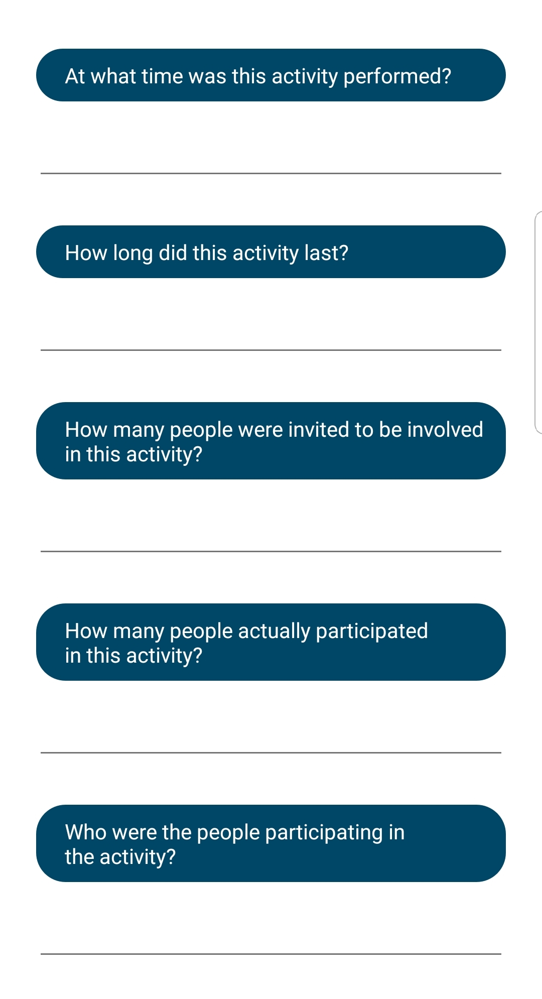 At what time was this activity performed?
How long did this activity last?
How many people were invited to be involved
in this activity?
How many people actually participated
in this activity?
Who were the people participating in
the activity?